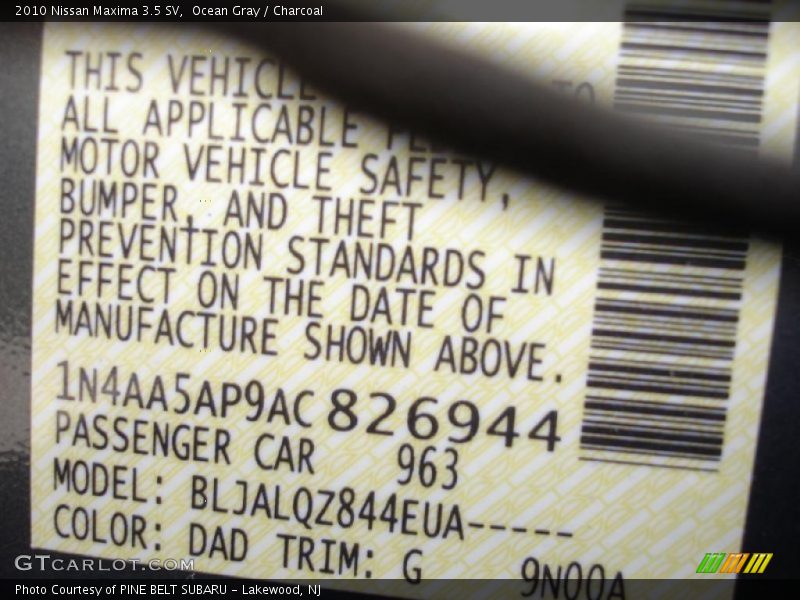 2010 Nissan Maxima 3.5 SV,  Ocean Gray / Charcoal
THIS VEHICLE TO
ALL APPLICABLE
MOTOR VEHICLE SAFETY,
BUMPER, AND THEFT
PREVENTION STANDARDS IN
EFFECT ON THE DATE OF
MANUFACTURE SHOWN ABOVE.
1N4AA5AP9AC826944
PASSENGER CAR 963
MODEL: BLJALQZ844EUA-----
COLOR: DAD TRIM: G 9N00A
GTcarlot.com
Photo Courtesy of PINE BELT SUBARU - Lakewood, NJ